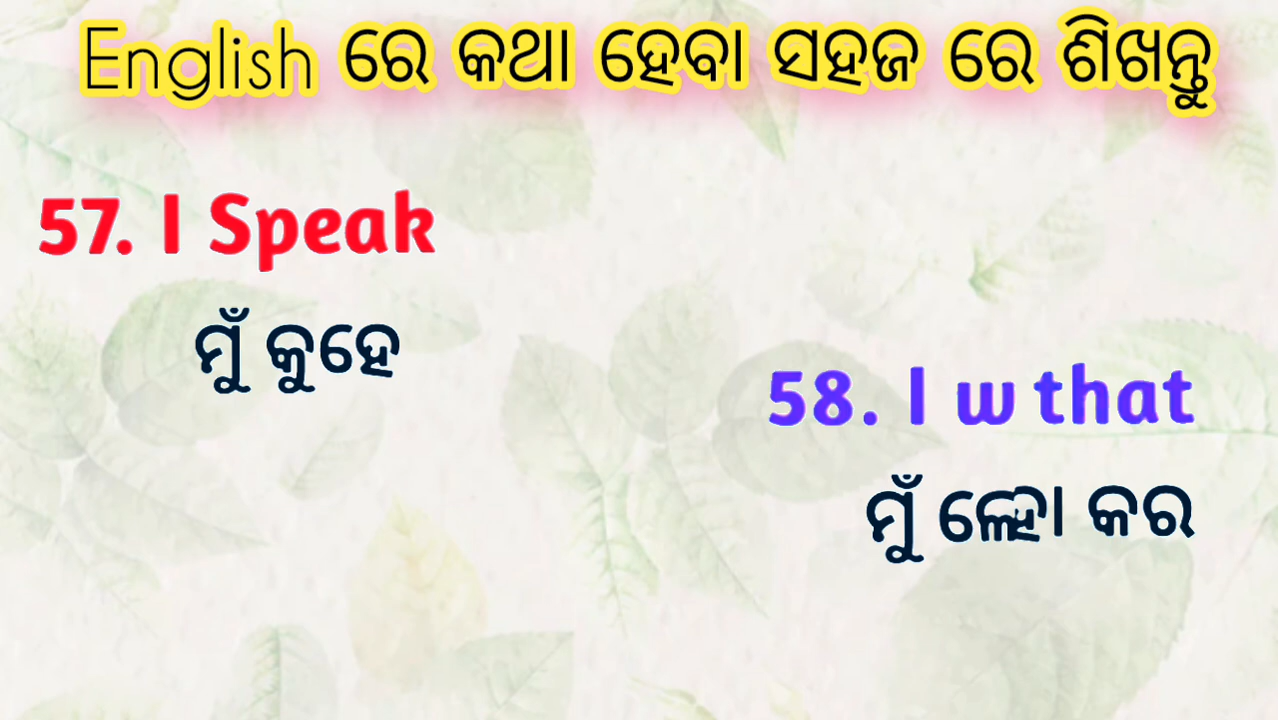 English ରେ କଥା ହେବା ସହଜ ରେ ଶିଖନ୍ତୁ
57. I Speak
ମୁଁ କୁହେ
58. I w that
ମୁଁ କର